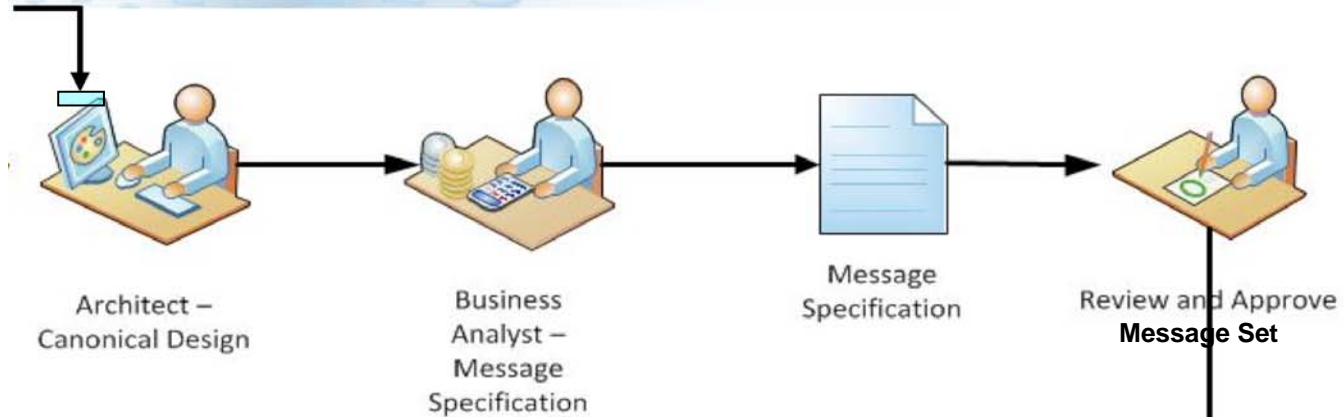 Architect –
Canonical Design
Business
Analyst –
Message
Specification
Message
Specification
Review and Approve
Message Set